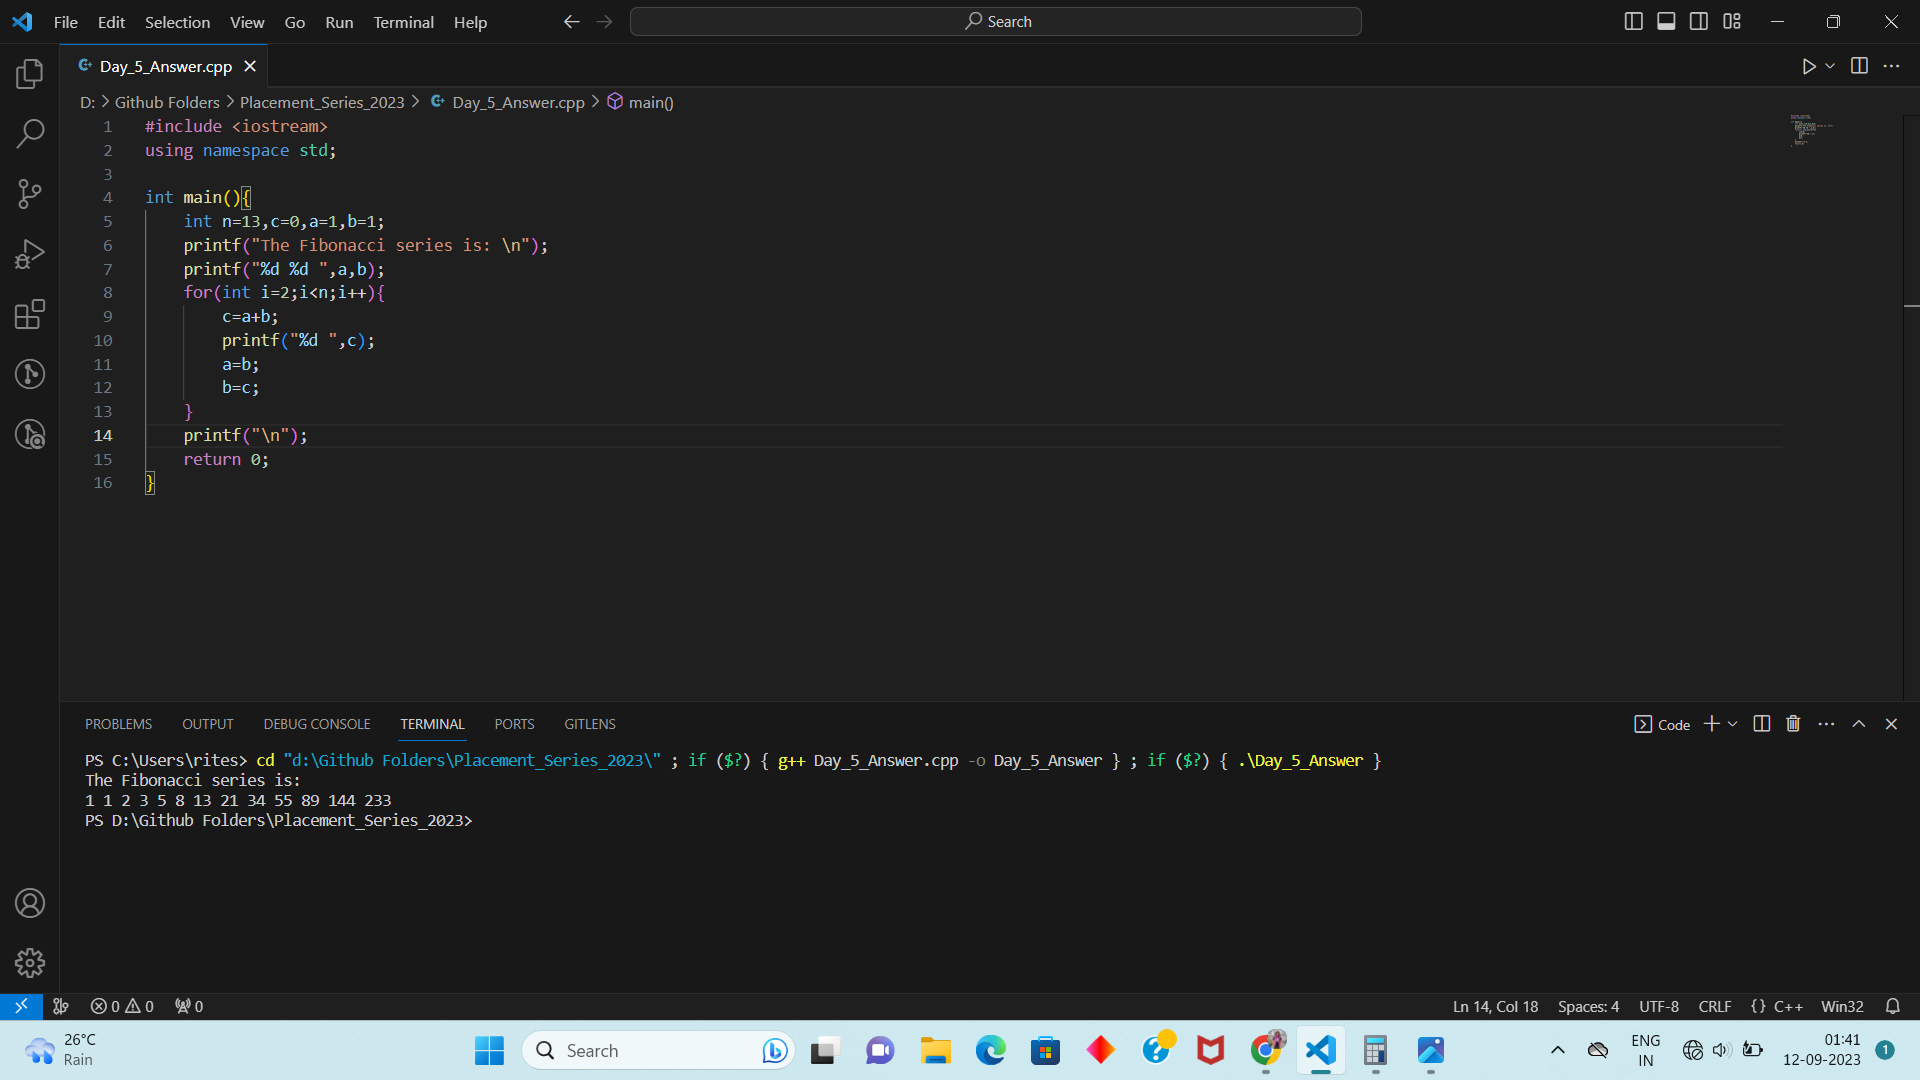 File Edit Selection View Go Run Terminal Help Search
Day_5_Answer.cpp
D: > Github Folders > Placement_Series_2023 > Day_5_Answer.cpp > main()
1 #include <iostream>
2 using namespace std;
3
4 int main(){
5     int n=13,c=0,a=1,b=1;
6     printf("The Fibonacci series is: \n");
7     printf("%d %d ",a,b);
8     for(int i=2;i<n;i++){
9         c=a+b;
10         printf("%d ",c);
11         a=b;
12         b=c;
13     }
14     printf("\n");
15     return 0;
16 }
PROBLEMS OUTPUT DEBUG CONSOLE TERMINAL PORTS GITLENS Code
PS C:\Users\rites> cd "d:\Github Folders\Placement_Series_2023\" ; if ($?) { g++ Day_5_Answer.cpp -o Day_5_Answer } ; if ($?) { .\Day_5_Answer }
The Fibonacci series is:
1 1 2 3 5 8 13 21 34 55 89 144 233
PS D:\Github Folders\Placement_Series_2023>
0 0 0 Ln 14, Col 18 Spaces: 4 UTF-8 CRLF {} C++ Win32
26°C
Rain
Search
ENG
IN
01:41
12-09-2023
1